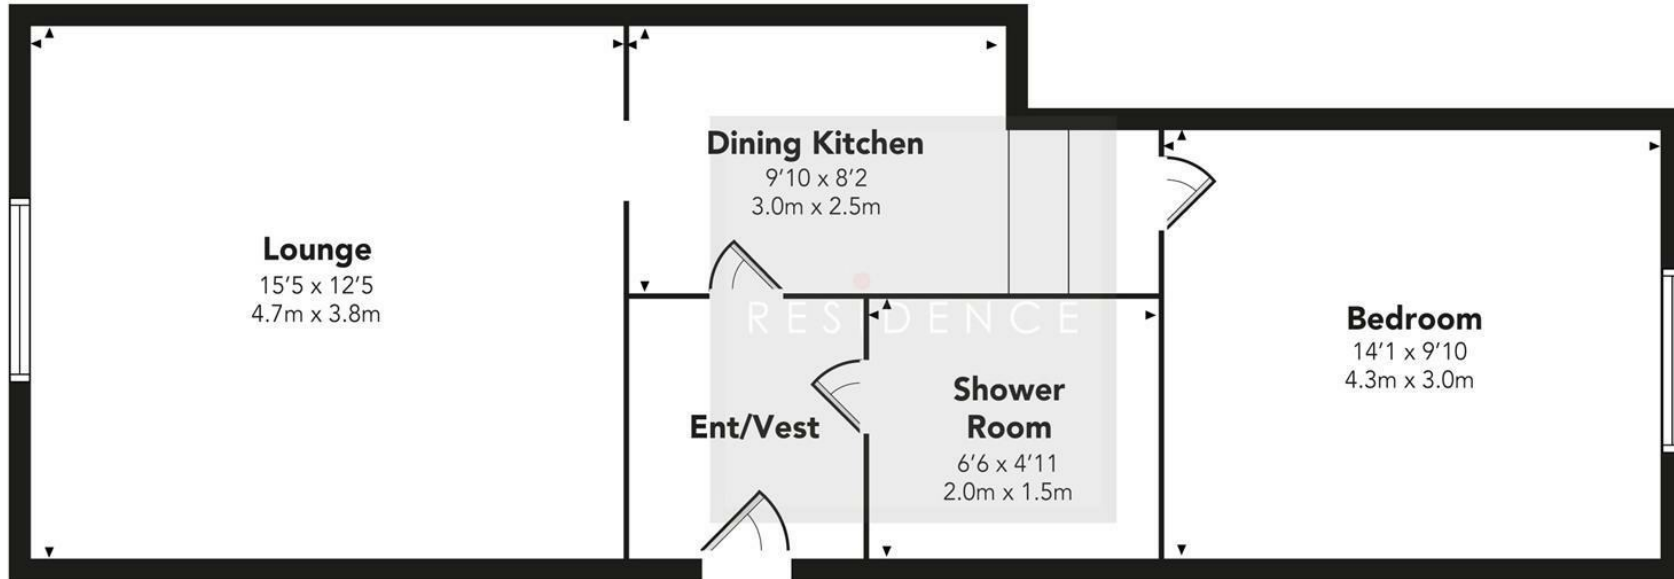 Dining Kitchen
9'10 x 8'2
3.0m x 2.5m
Lounge
15'5 x 12'5
4.7m x 3.8m
RESiDENCE
Bedroom
14'1 x 9'10
4.3m x 3.0m
Ent/Vest
Shower
Room
6'6 x 4'11
2.0m x 1.5m